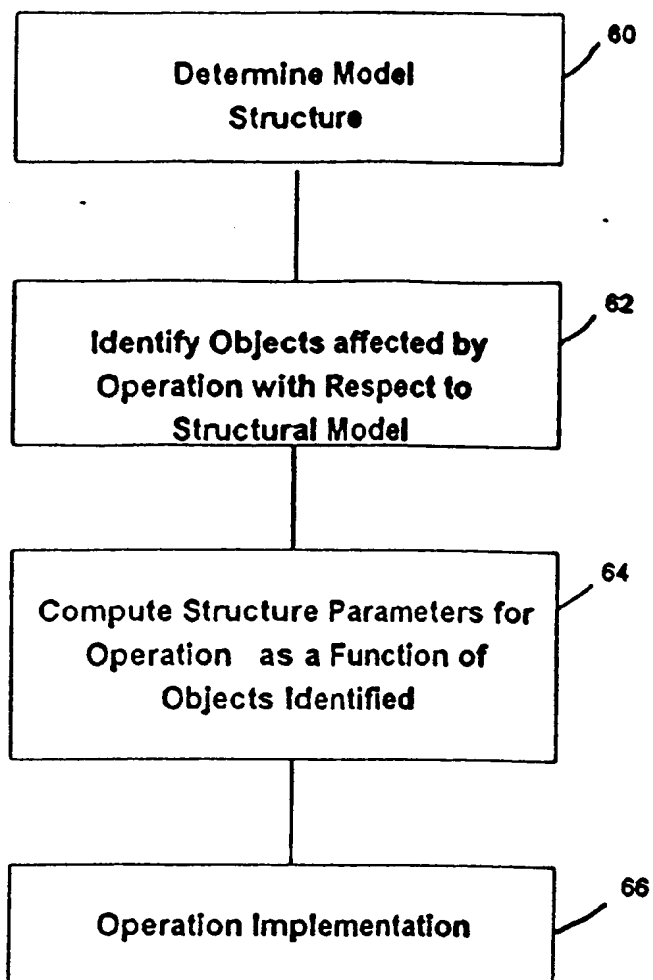 60
Determine Model
Structure
62
Identify Objects affected by
Operation with Respect to
Structural Model
64
Compute Structure Parameters for
Operation as a Function of
Objects Identified
66
Operation Implementation